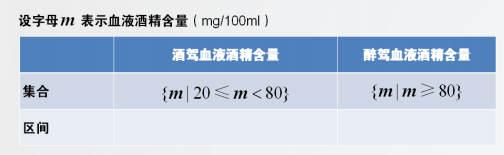 设字母m 表示血液酒精含量（mg/100ml）
酒驾血液酒精含量 醉驾血液酒精含量
集合 {m | 20 ≤ m < 80} {m | m ≥ 80}
区间